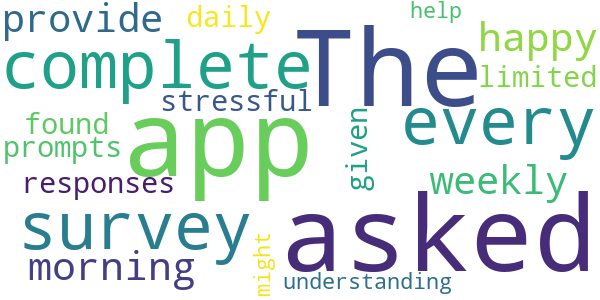 provide daily help
complete The happy
limited
stressful
found app every
prompts given
responses weekly
survey asked
morning might understanding